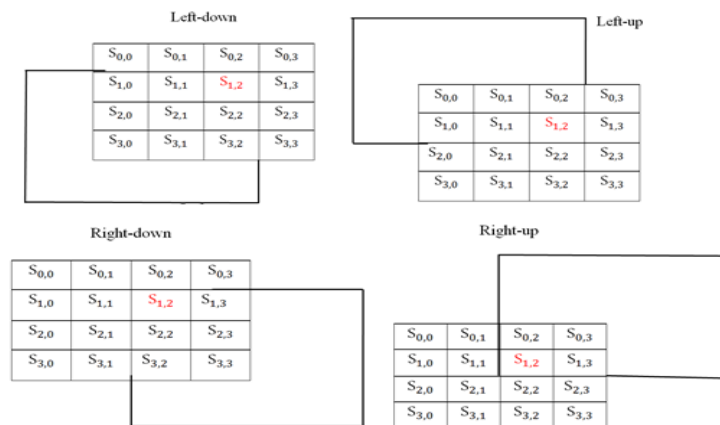 Left-down
S0,0 S0,1 S0,2 S0,3
S1,0 S1,1 S1,2 S1,3
S2,0 S2,1 S2,2 S2,3
S3,0 S3,1 S3,2 S3,3
Left-up
S0,0 S0,1 S0,2 S0,3
S1,0 S1,1 S1,2 S1,3
S2,0 S2,1 S2,2 S2,3
S3,0 S3,1 S3,2 S3,3
Right-down
S0,0 S0,1 S0,2 S0,3
S1,0 S1,1 S1,2 S1,3
S2,0 S2,1 S2,2 S2,3
S3,0 S3,1 S3,2 S3,3
Right-up
S0,0 S0,1 S0,2 S0,3
S1,0 S1,1 S1,2 S1,3
S2,0 S2,1 S2,2 S2,3
S3,0 S3,1 S3,2 S3,3